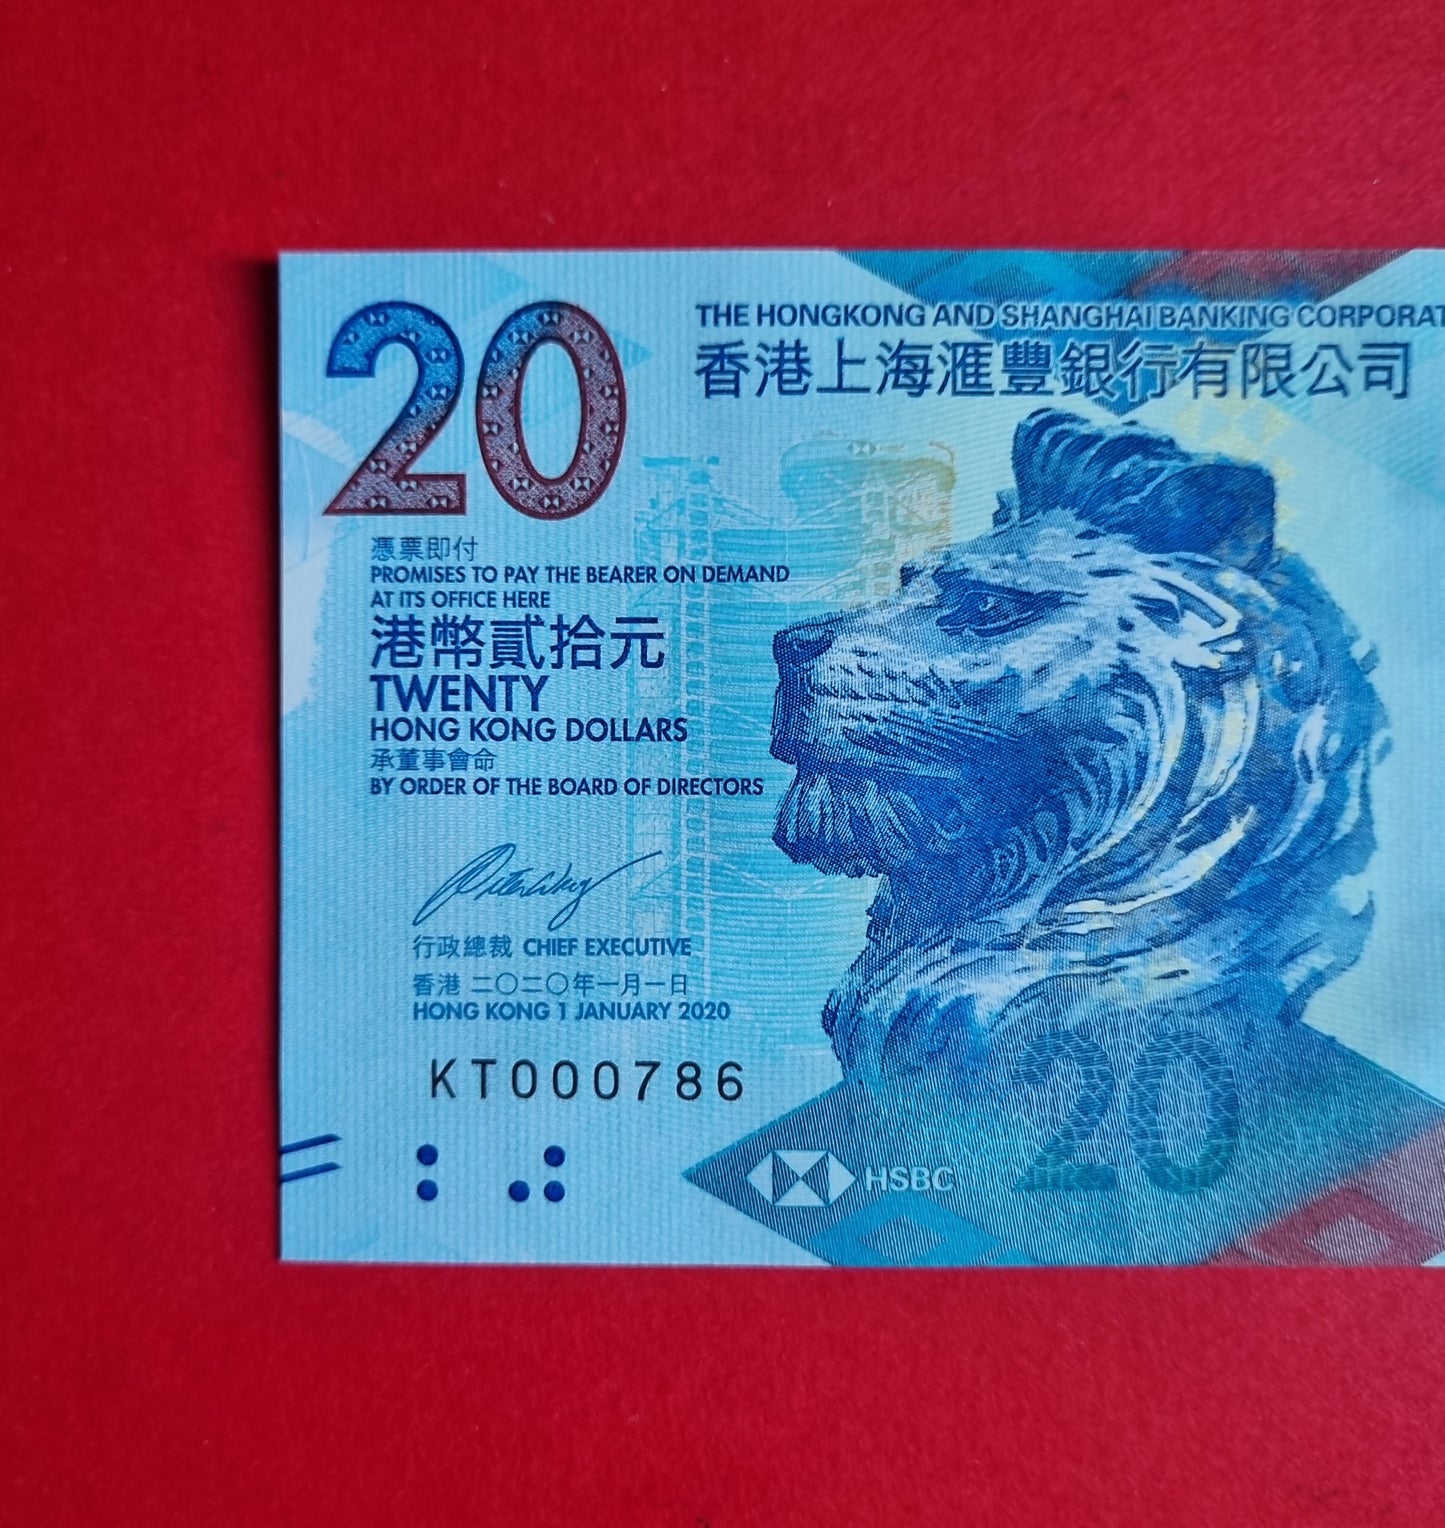 20
THE HONGKONG AND SHANGHAI BANKING CORPORAT
香港上海滙豐銀行有限公司
憑票即付
PROMISES TO PAY THE BEARER ON DEMAND
AT ITS OFFICE HERE
港幣貳拾元
TWENTY
HONG KONG DOLLARS
承董事會命
BY ORDER OF THE BOARD OF DIRECTORS
行政總裁 CHIEF EXECUTIVE
香港 二〇二〇年一月一日
HONG KONG 1 JANUARY 2020
KT000786
HSBC
20